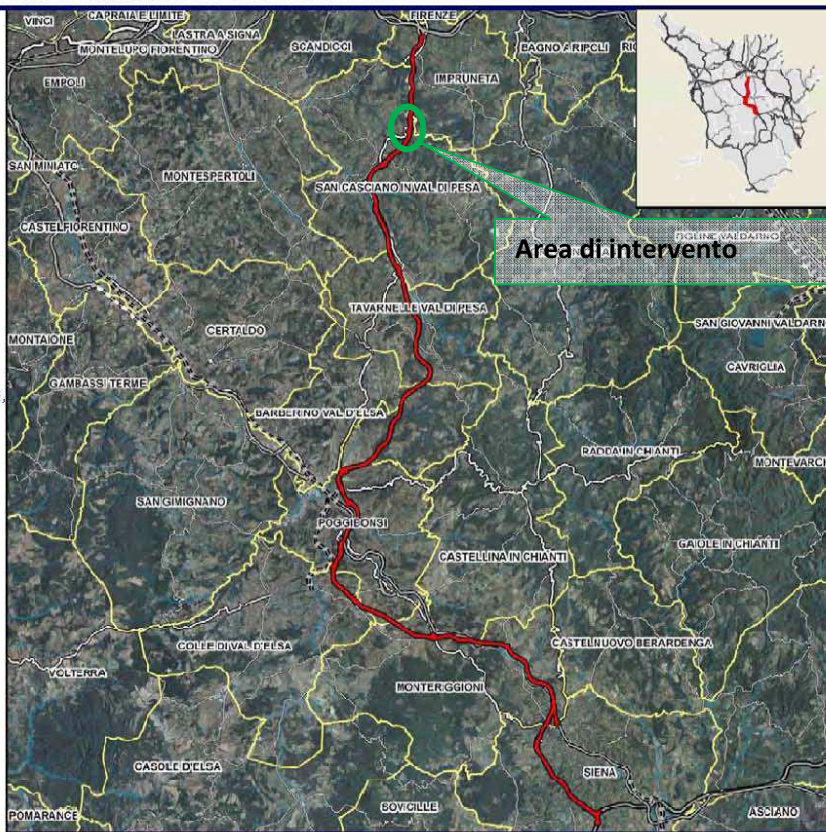 VINCI
CAPRAIA E LIMITE
FIRENZE
LASTRA A SIGNA
MONTELUPO FIORENTINO
SCANDICCI
BAGNO A RIPOLI
EMPOLI
IMPRUNETA
SAN MINIATO
MONTESPERTOLI
SAN CASCIANO IN VAL DI PESA
CASTELFIORENTINO
Area di intervento
FIGLINE VALDARNO
TAVARNELLE VAL DI PESA
SAN GIOVANNI VALDARNO
CERTALDO
MONTAIONE
CAVRIGLIA
GAMBASSI TERME
BARBERINO VAL D'ELSA
RADDA IN CHIANTI
MONTEVARCH
SAN GIMIGNANO
POGGIBONSI
GAIOLE IN CHIANTI
CASTELLINA IN CHIANTI
COLLE DI VAL D'ELSA
CASTELNUOVO BERARDENGA
VOLTERRA
MONTERIGGIONI
CASOLE D'ELSA
SIENA
SOVICILLE
POMARANCE
ASCIANO